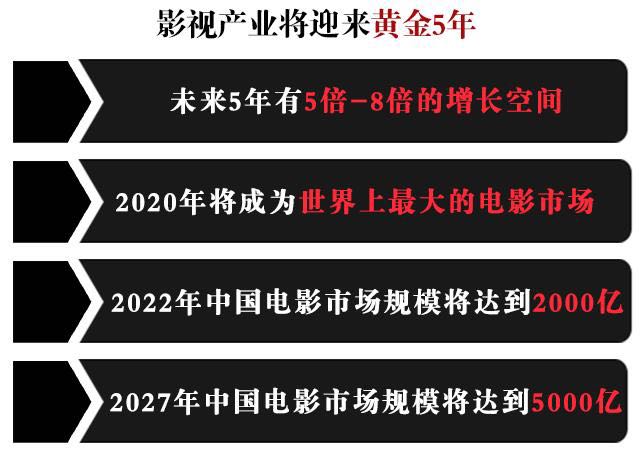 影视产业将迎来黄金5年
未来5年有5倍-8倍的增长空间
2020年将成为世界上最大的电影市场
2022年中国电影市场规模将达到2000亿
2027年中国电影市场规模将达到5000亿